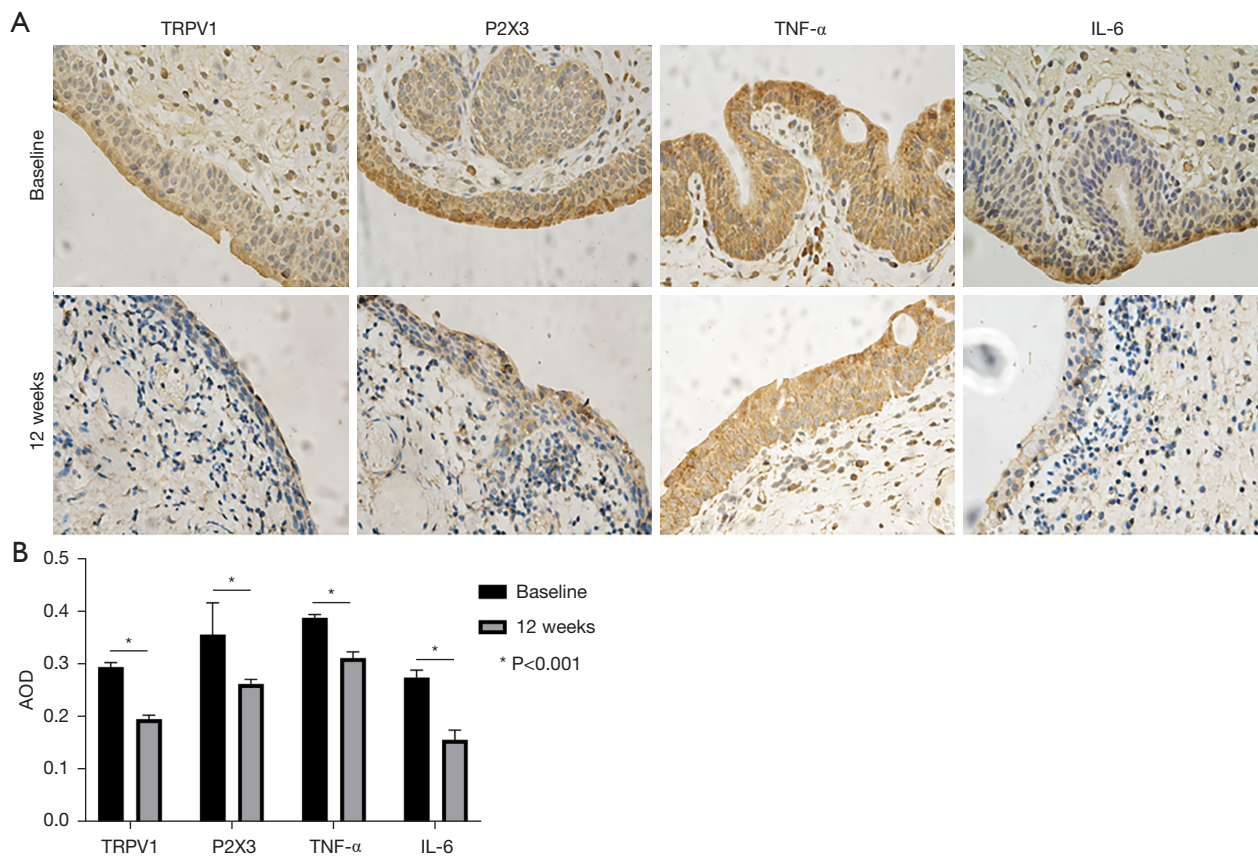 A
TRPV1 P2X3 TNF-α IL-6
Baseline
12 weeks
B
0.5
0.4
0.3
0.2
0.1
0.0
AOD
* * * *
Baseline
12 weeks
* P<0.001
TRPV1 P2X3 TNF-α IL-6